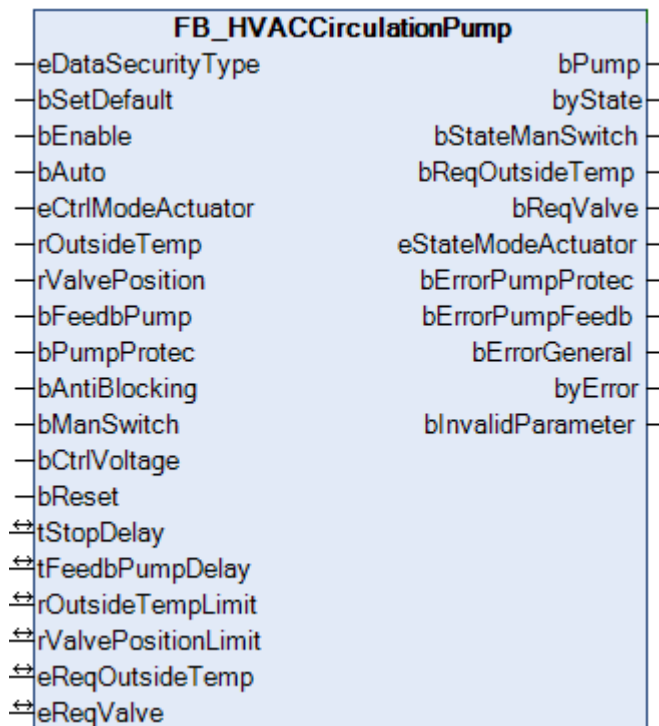 FB_HVACCirculationPump
eDataSecurityType bPump
bSetDefault byState
bEnable bStateManSwitch
bAuto bReqOutsideTemp
eCtrlModeActuator bReqValve
rOutsideTemp eStateModeActuator
rValvePosition bErrorPumpProtec
bFeedbPump bErrorPumpFeedb
bPumpProtec bErrorGeneral
bAntiBlocking byError
bManSwitch bInvalidParameter
bCtrlVoltage
bReset
tStopDelay
tFeedbPumpDelay
rOutsideTempLimit
rValvePositionLimit
eReqOutsideTemp
eReqValve